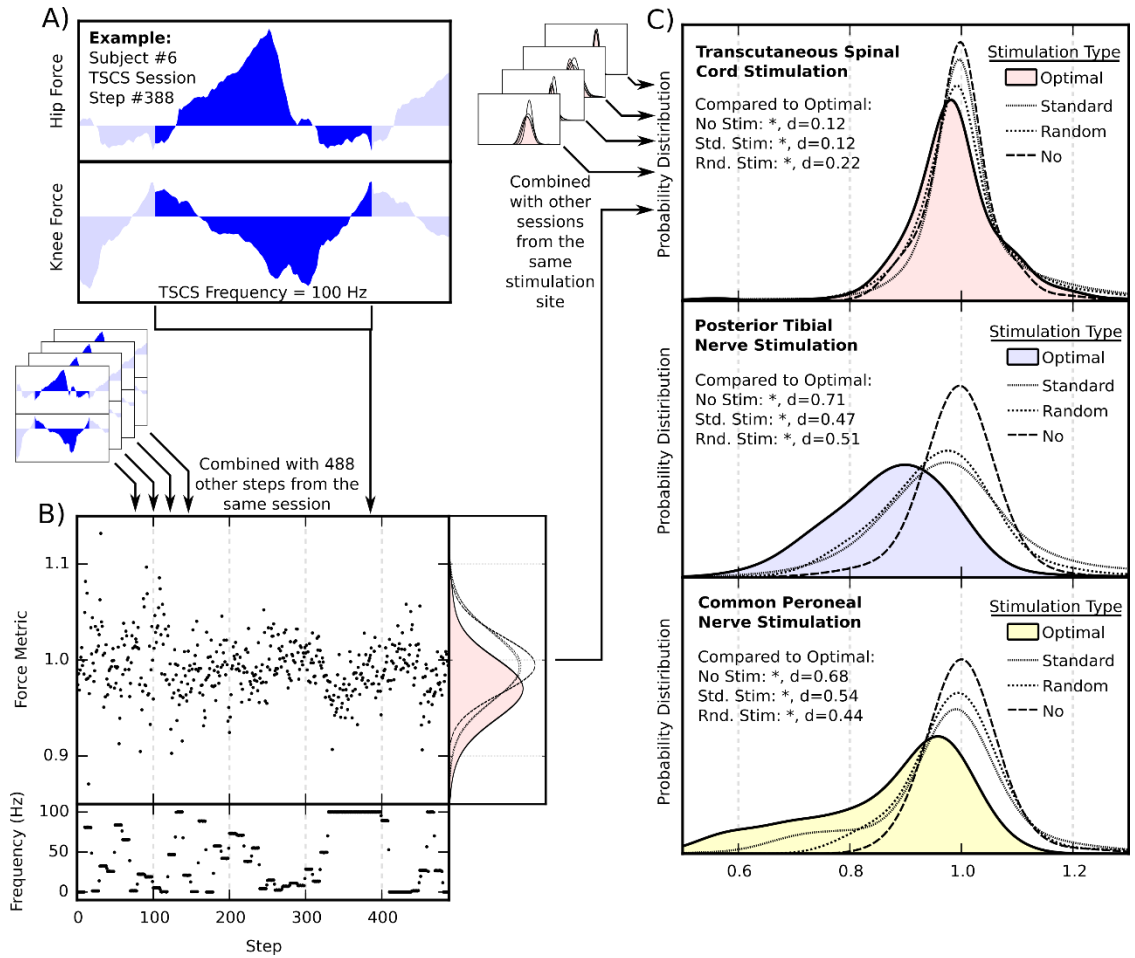 A)
Example:
Subject #6
TSCS Session
Step #388
Hip Force
Knee Force
TSCS Frequency = 100 Hz
Combined with 488
other steps from the
same session
B)
Force Metric
1.1
1.0
0.9
Frequency (Hz)
100
50
0
0
100
200
300
400
Step
Combined
with other
sessions
from the
same
stimulation
site
C)
Probability Distribution
Transcutaneous Spinal
Cord Stimulation
Compared to Optimal:
No Stim: *, d=0.12
Std. Stim: *, d=0.12
Rnd. Stim: *, d=0.22
Stimulation Type
Optimal
Standard
Random
No
Probability Distribution
Posterior Tibial
Nerve Stimulation
Compared to Optimal:
No Stim: *, d=0.71
Std. Stim: *, d=0.47
Rnd. Stim: *, d=0.51
Stimulation Type
Optimal
Standard
Random
No
Probability Distribution
Common Peroneal
Nerve Stimulation
Compared to Optimal:
No Stim: *, d=0.68
Std. Stim: *, d=0.54
Rnd. Stim: *, d=0.44
Stimulation Type
Optimal
Standard
Random
No
0.6
0.8
1.0
1.2